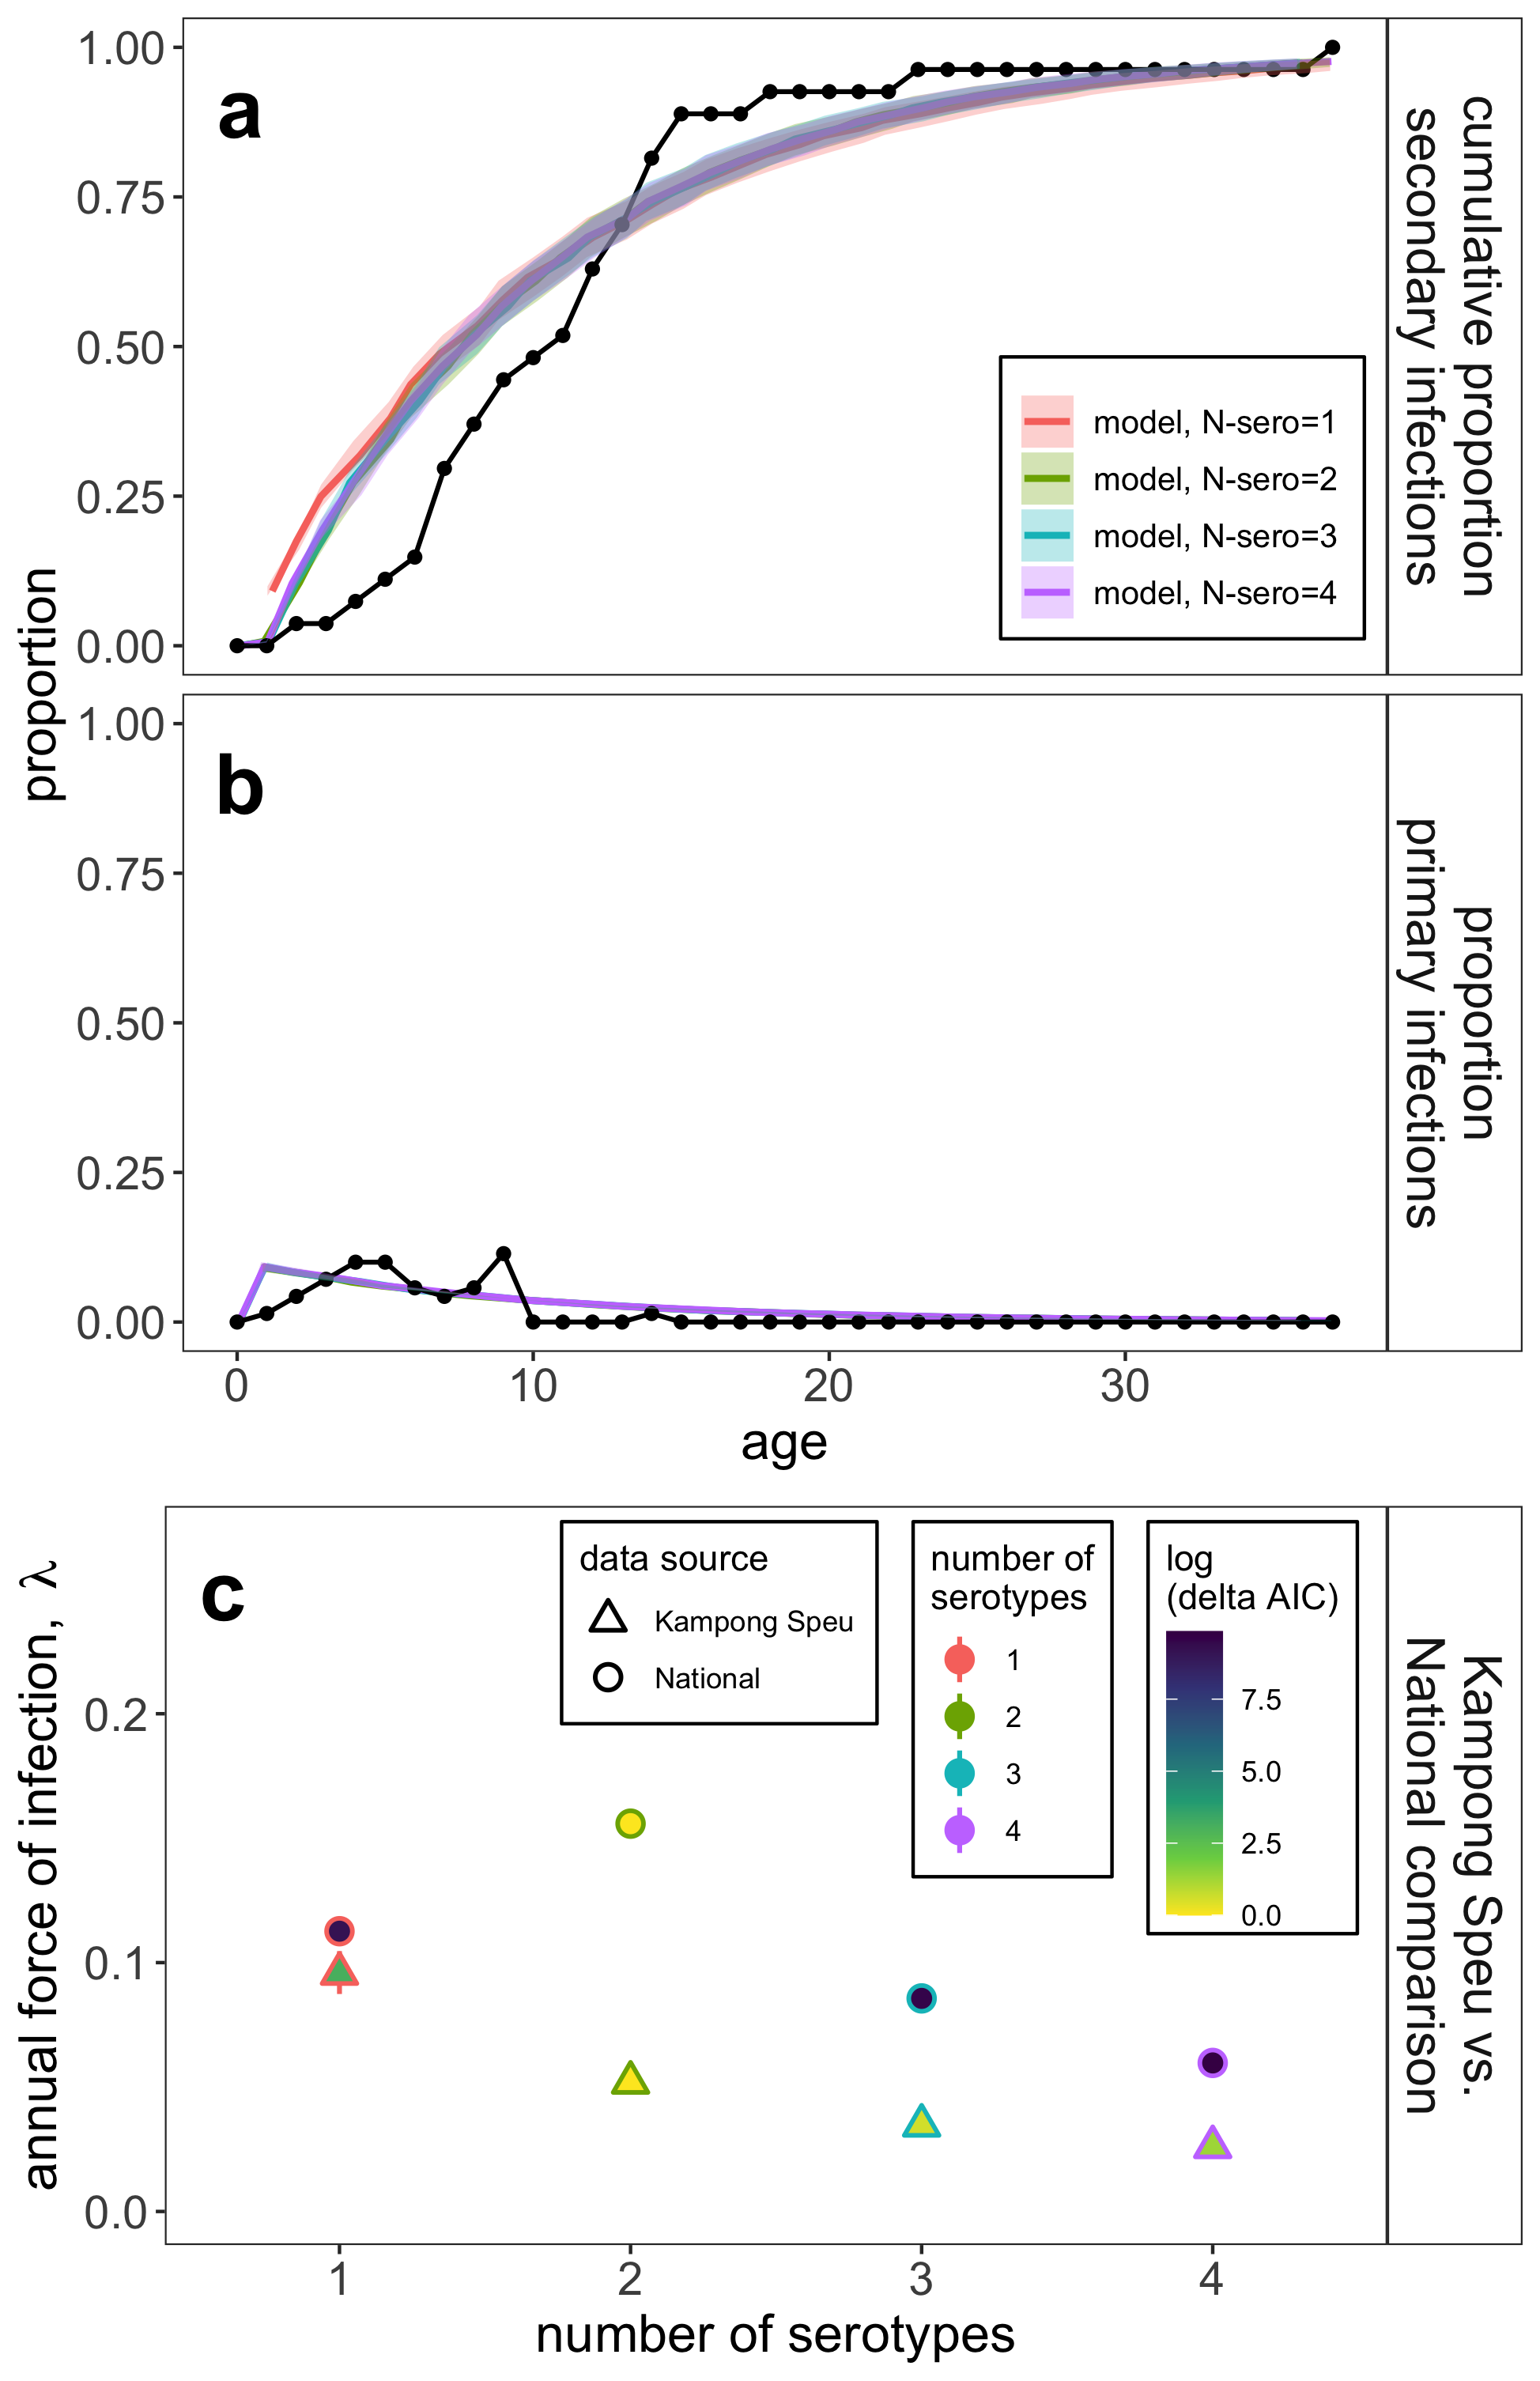 a
1.00
0.75
0.50
0.25
0.00
model, N-sero=1
model, N-sero=2
model, N-sero=3
model, N-sero=4
cumulative proportion
secondary infections
proportion
b
1.00
0.75
0.50
0.25
0.00
proportion
primary infections
0 10 20 30
age
c
data source
Kampong Speu
National
number of
serotypes
1
2
3
4
log
(delta AIC)
7.5
5.0
2.5
0.0
Kampong Speu vs.
National comparison
annual force of infection, λ
0.2
0.1
0.0
1 2 3 4
number of serotypes